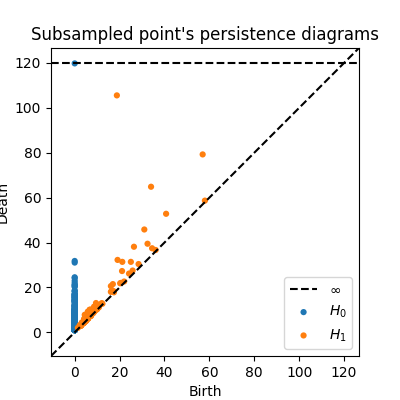 Subsampled point's persistence diagrams
120
100
80
60
40
20
0
Death
0 20 40 60 80 100 120
Birth
∞
H₀
H₁